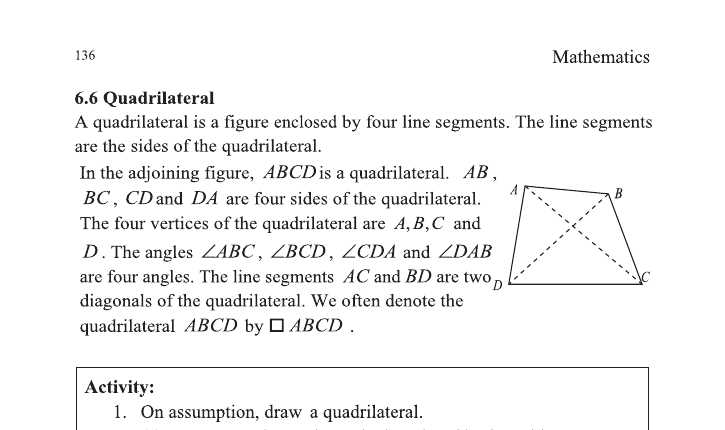 136
Mathematics
6.6 Quadrilateral
A quadrilateral is a figure enclosed by four line segments. The line segments
are the sides of the quadrilateral.
In the adjoining figure, ABCD is a quadrilateral. AB,
BC, CD and DA are four sides of the quadrilateral.
The four vertices of the quadrilateral are A, B, C and
D. The angles ∠ABC, ∠BCD, ∠CDA and ∠DAB
are four angles. The line segments AC and BD are two
diagonals of the quadrilateral. We often denote the
quadrilateral ABCD by □ ABCD .
A
B
D
C
Activity:
1. On assumption, draw a quadrilateral.